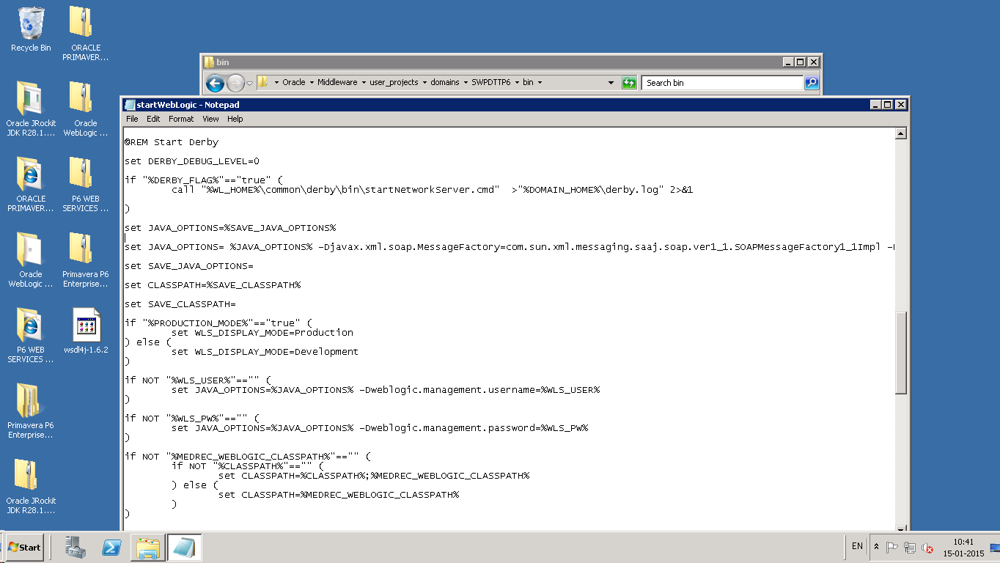 Recycle Bin
ORACLE
PRIMAVER...
Oracle JRockit
JDK R28.1....
Oracle
WebLogic ...
ORACLE
PRIMAVER...
P6 WEB
SERVICES ...
Oracle
WebLogic ...
Primavera P6
Enterprise...
P6 WEB
SERVICES ...
wsdl4j-1.6.2
Primavera P6
Enterprise...
Oracle JRockit
JDK R28.1....
bin
Oracle Middleware user_projects domains SWPDTTP6 bin
Search bin
startWebLogic - Notepad
File Edit Format View Help
@REM Start Derby
set DERBY_DEBUG_LEVEL=0
if "%DERBY_FLAG%"=="true" (
call "%WL_HOME%\common\derby\bin\startNetworkServer.cmd" >"%DOMAIN_HOME%\derby.log" 2>&1
)
set JAVA_OPTIONS=%SAVE_JAVA_OPTIONS%
set JAVA_OPTIONS= %JAVA_OPTIONS% -Djavax.xml.soap.MessageFactory=com.sun.xml.messaging.saaj.soap.ver1_1.SOAPMessageFactory1_1Impl -
set SAVE_JAVA_OPTIONS=
set CLASSPATH=%SAVE_CLASSPATH%
set SAVE_CLASSPATH=
if "%PRODUCTION_MODE%"=="true" (
set WLS_DISPLAY_MODE=Production
) else (
set WLS_DISPLAY_MODE=Development
)
if NOT "%WLS_USER%"=="" (
set JAVA_OPTIONS=%JAVA_OPTIONS% -Dweblogic.management.username=%WLS_USER%
)
if NOT "%WLS_PW%"=="" (
set JAVA_OPTIONS=%JAVA_OPTIONS% -Dweblogic.management.password=%WLS_PW%
)
if NOT "%MEDREC_WEBLOGIC_CLASSPATH%"=="" (
if NOT "%CLASSPATH%"=="" (
set CLASSPATH=%CLASSPATH%;%MEDREC_WEBLOGIC_CLASSPATH%
) else (
set CLASSPATH=%MEDREC_WEBLOGIC_CLASSPATH%
)
)
Start
EN
10:41
15-01-2015